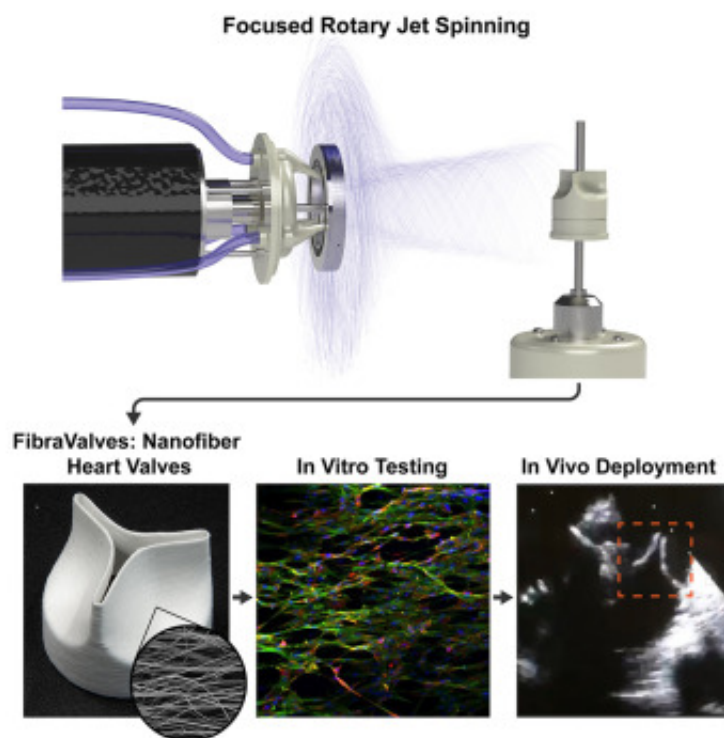 Focused Rotary Jet Spinning
FibraValves: Nanofiber
Heart Valves
In Vitro Testing
In Vivo Deployment